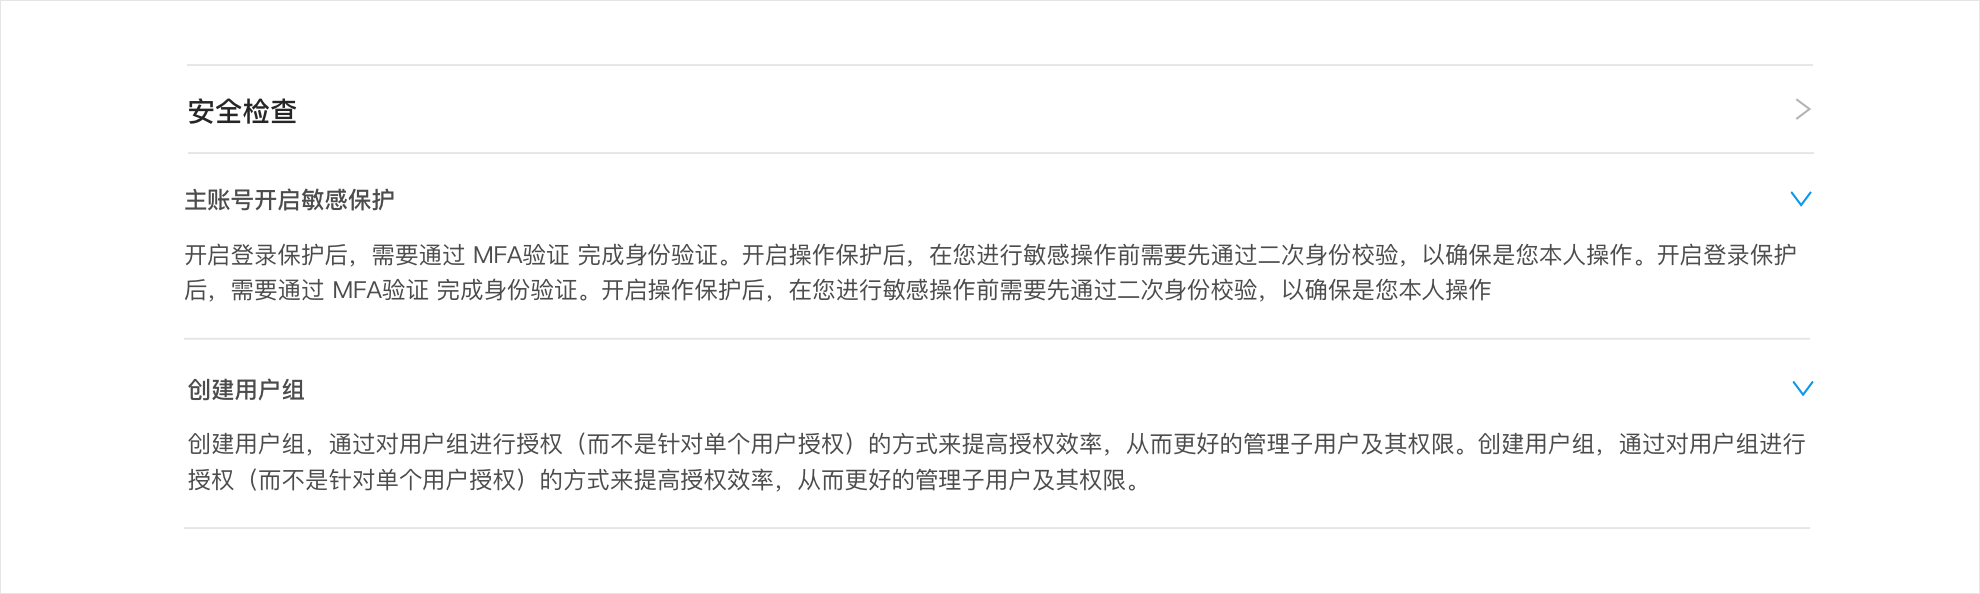 安全检查
主账号开启敏感保护
开启登录保护后，需要通过 MFA验证 完成身份验证。开启操作保护后，在您进行敏感操作前需要先通过二次身份校验，以确保是您本人操作。开启登录保护
后，需要通过 MFA验证 完成身份验证。开启操作保护后，在您进行敏感操作前需要先通过二次身份校验，以确保是您本人操作
创建用户组
创建用户组，通过对用户组进行授权（而不是针对单个用户授权）的方式来提高授权效率，从而更好的管理子用户及其权限。创建用户组，通过对用户组进行
授权（而不是针对单个用户授权）的方式来提高授权效率，从而更好的管理子用户及其权限。